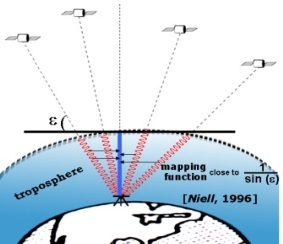 ε (
mapping
function close to 1
sin (ε)
troposphere
[Niell, 1996]